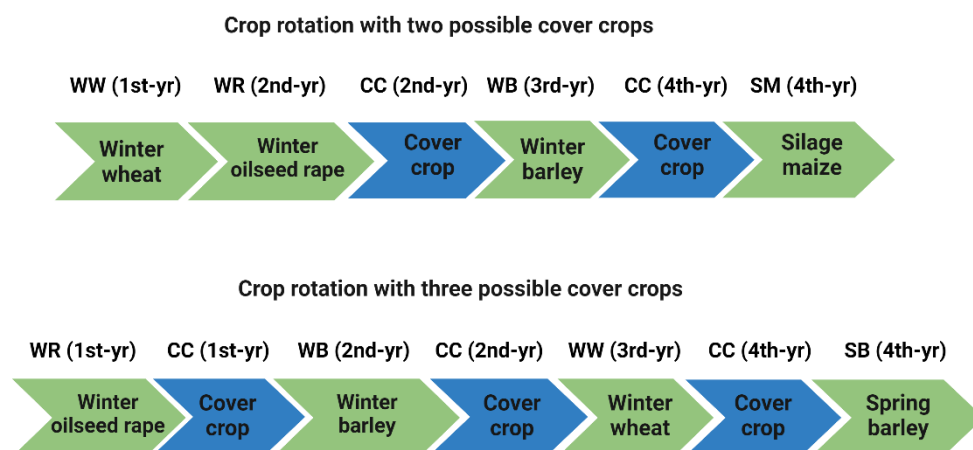 Crop rotation with two possible cover crops
WW (1st-yr) WR (2nd-yr) CC (2nd-yr) WB (3rd-yr) CC (4th-yr) SM (4th-yr)
Winter wheat Winter oilseed rape Cover crop Winter barley Cover crop Silage maize
Crop rotation with three possible cover crops
WR (1st-yr) CC (1st-yr) WB (2nd-yr) CC (2nd-yr) WW (3rd-yr) CC (4th-yr) SB (4th-yr)
Winter oilseed rape Cover crop Winter barley Cover crop Winter wheat Cover crop Spring barley